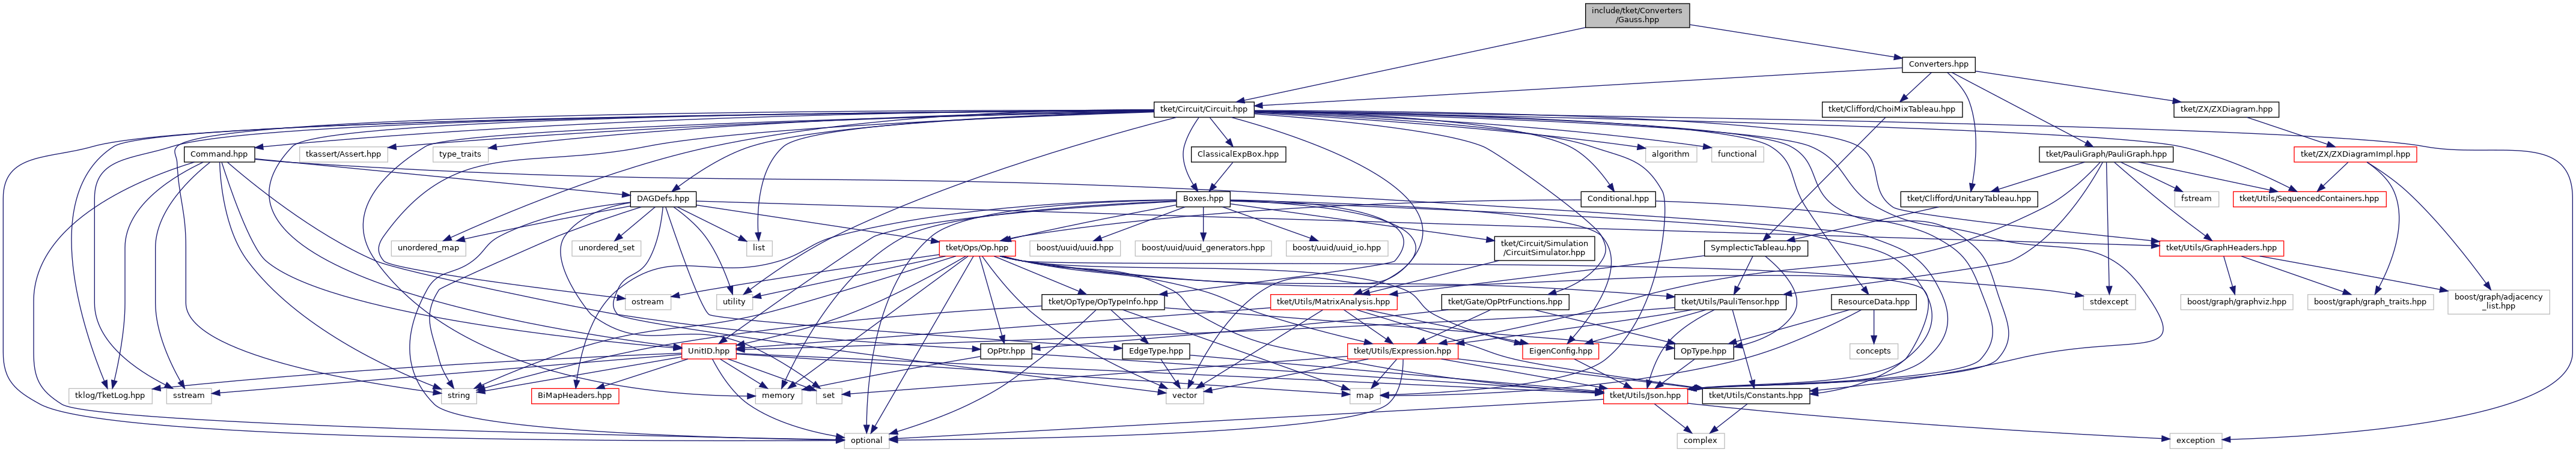 include/tket/Converters
/Gauss.hpp
Converters.hpp
tket/Circuit/Circuit.hpp
tket/Clifford/ChoiMixTableau.hpp
tket/ZX/ZXDiagram.hpp
Command.hpp
tkassert/Assert.hpp
type_traits
ClassicalExpBox.hpp
algorithm
functional
tket/PauliGraph/PauliGraph.hpp
tket/ZX/ZXDiagramImpl.hpp
DAGDefs.hpp
Boxes.hpp
Conditional.hpp
tket/Clifford/UnitaryTableau.hpp
fstream
tket/Utils/SequencedContainers.hpp
unordered_map
unordered_set
list
tket/Ops/Op.hpp
boost/uuid/uuid.hpp
boost/uuid/uuid_generators.hpp
boost/uuid/uuid_io.hpp
tket/Circuit/Simulation
/CircuitSimulator.hpp
SymplecticTableau.hpp
tket/Utils/GraphHeaders.hpp
ostream
utility
tket/OpType/OpTypeInfo.hpp
tket/Utils/MatrixAnalysis.hpp
tket/Gate/OpPtrFunctions.hpp
tket/Utils/PauliTensor.hpp
ResourceData.hpp
stdexcept
boost/graph/graphviz.hpp
boost/graph/graph_traits.hpp
boost/graph/adjacency
_list.hpp
UnitID.hpp
OpPtr.hpp
EdgeType.hpp
tket/Utils/Expression.hpp
EigenConfig.hpp
OpType.hpp
concepts
tklog/TketLog.hpp
sstream
string
BiMapHeaders.hpp
memory
set
vector
map
tket/Utils/Json.hpp
tket/Utils/Constants.hpp
optional
complex
exception